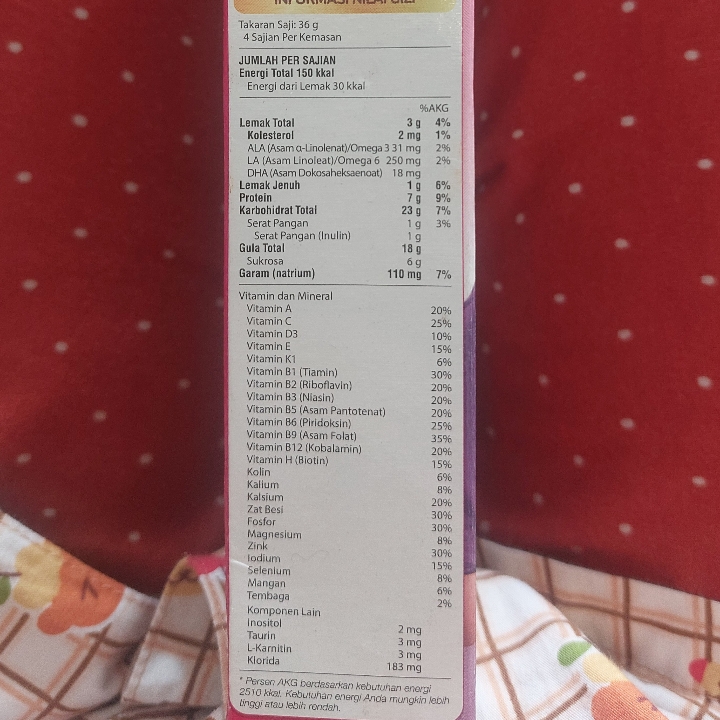 INFORMASI NILAI GIZI
Takaran Saji: 36 g
4 Sajian Per Kemasan
JUMLAH PER SAJIAN
Energi Total 150 kkal
Energi dari Lemak 30 kkal
%AKG
Lemak Total 3 g 4%
Kolesterol 2 mg 1%
ALA (Asam α-Linolenat)/Omega 3 31 mg 2%
LA (Asam Linoleat)/Omega 6 250 mg 2%
DHA (Asam Dokosaheksaenoat) 18 mg
Lemak Jenuh 1 g 6%
Protein 7 g 9%
Karbohidrat Total 23 g 7%
Serat Pangan 1 g 3%
Serat Pangan (Inulin) 1 g
Gula Total 18 g
Sukrosa 6 g
Garam (natrium) 110 mg 7%
Vitamin dan Mineral
Vitamin A 20%
Vitamin C 25%
Vitamin D3 10%
Vitamin E 15%
Vitamin K1 6%
Vitamin B1 (Tiamin) 30%
Vitamin B2 (Riboflavin) 20%
Vitamin B3 (Niasin) 20%
Vitamin B5 (Asam Pantotenat) 20%
Vitamin B6 (Piridoksin) 25%
Vitamin B9 (Asam Folat) 35%
Vitamin B12 (Kobalamin) 20%
Vitamin H (Biotin) 15%
Kolin 6%
Kalium 8%
Kalsium 20%
Zat Besi 30%
Fosfor 30%
Magnesium 8%
Zink 30%
Iodium 15%
Selenium 8%
Mangan 6%
Tembaga 2%
Komponen Lain
Inositol 2 mg
Taurin 3 mg
L-Karnitin 3 mg
Klorida 183 mg
* Persen AKG berdasarkan kebutuhan energi
2510 kkal. Kebutuhan energi Anda mungkin lebih
tinggi atau lebih rendah.